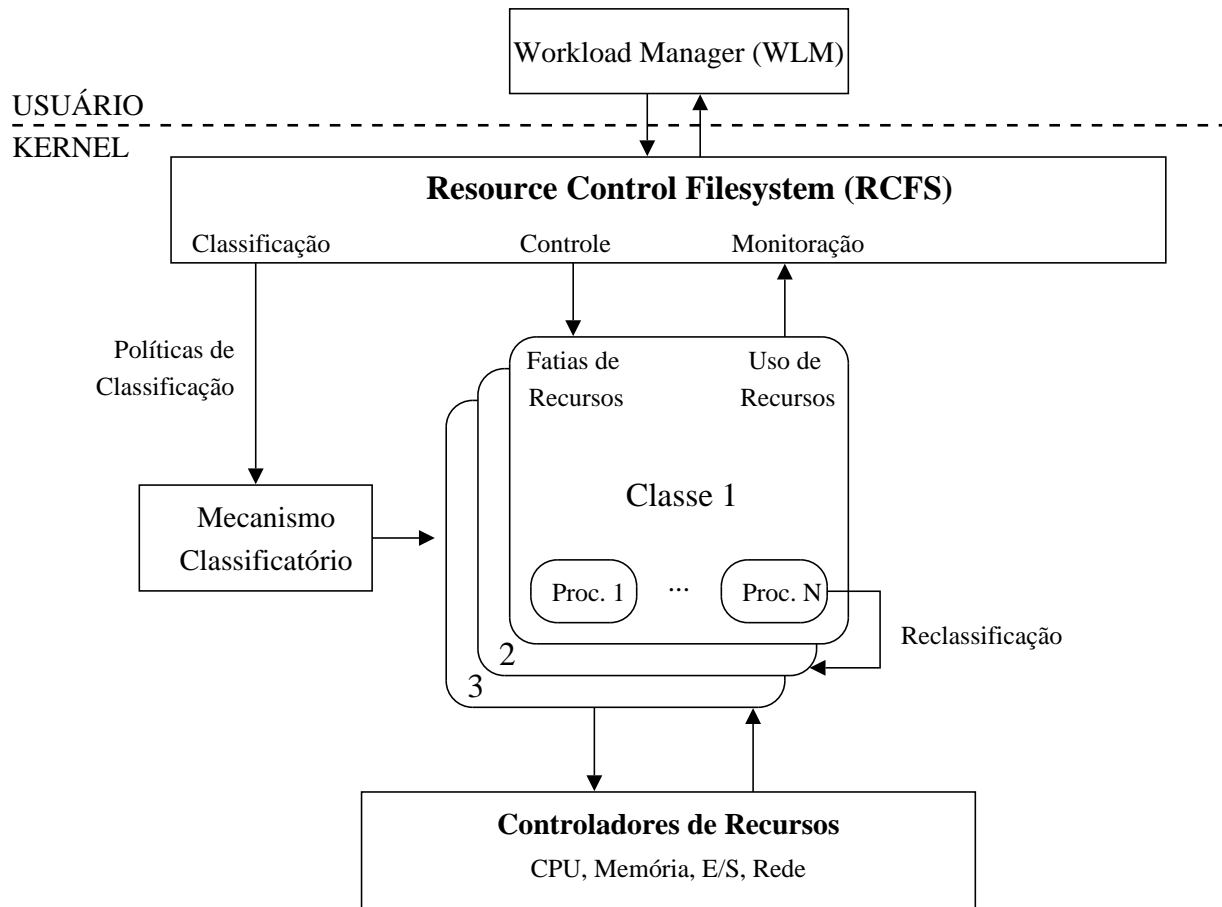 Workload Manager (WLM)
USUÁRIO
KERNEL
Resource Control Filesystem (RCFS)
Classificação
Controle
Monitoração
Políticas de
Classificação
Fatias de
Recursos
Uso de
Recursos
Classe 1
Mecanismo
Classificatório
Proc. 1
...
Proc. N
Reclassificação
2
3
Controladores de Recursos
CPU, Memória, E/S, Rede